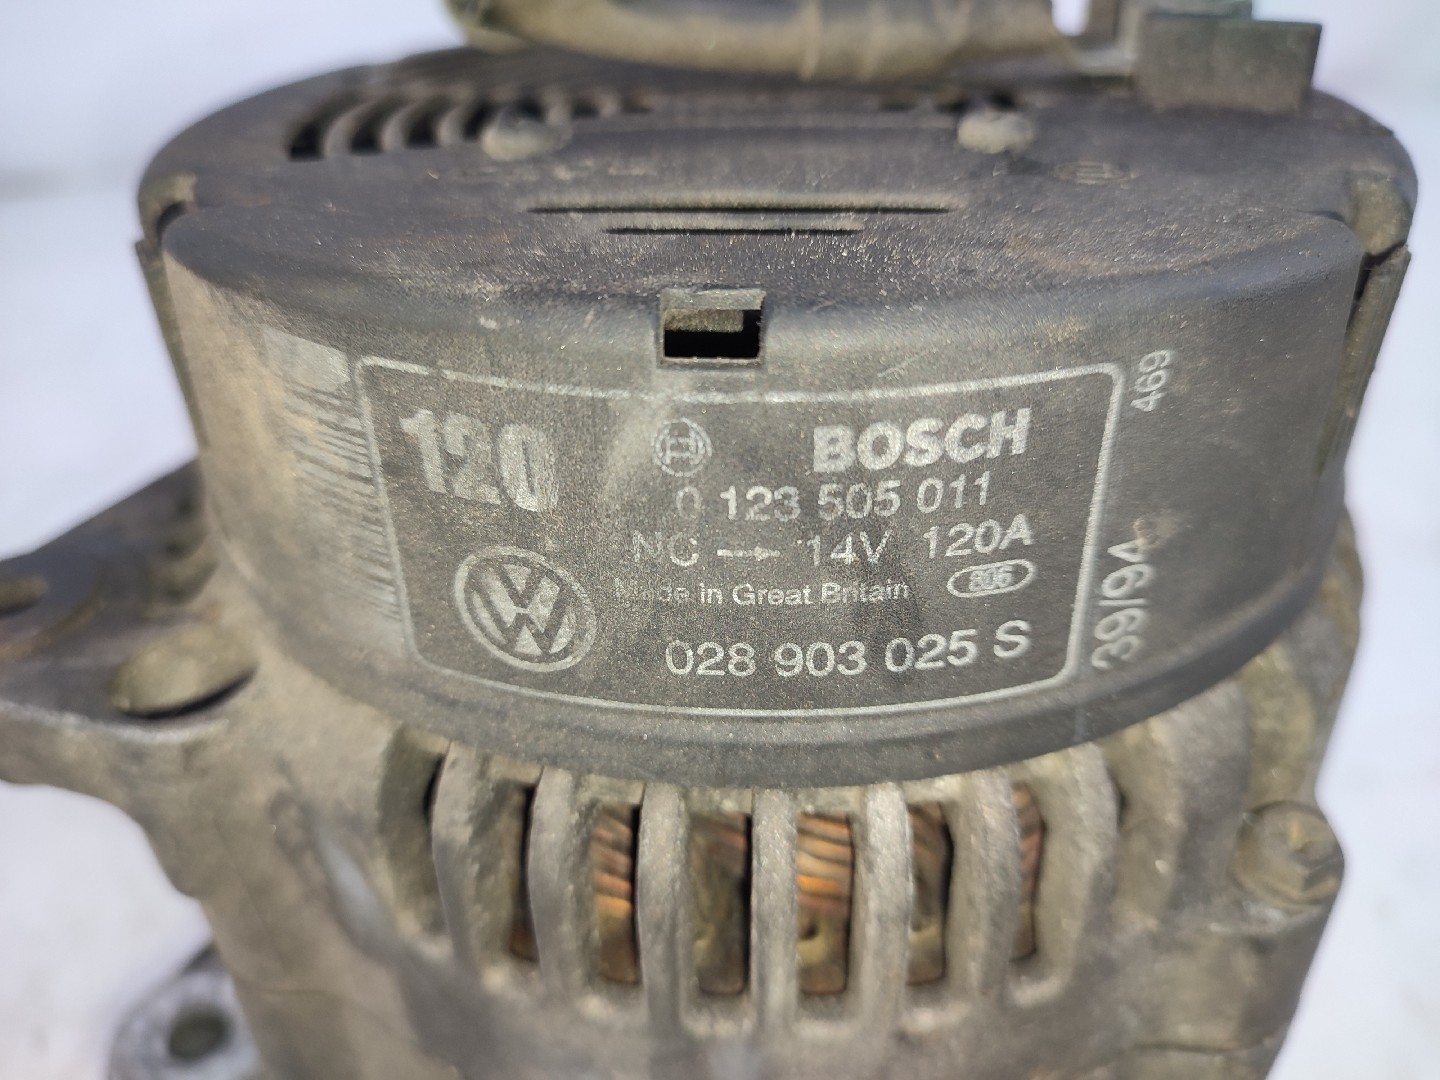 120
BOSCH
0 123 505 011
NC → 14V 120A
Made in Great Britain 806
028 903 025 S
469
39/94